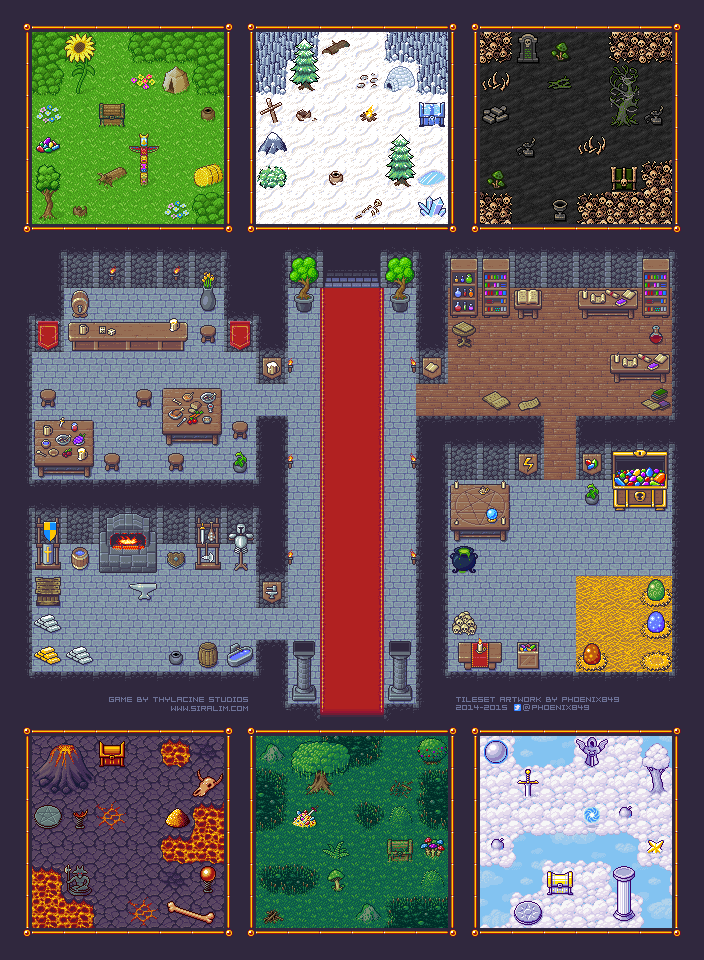 GAME BY THYLACINE STUDIOS
WWW.SIRALIM.COM
TILESET ARTWORK BY PHOENIX849
2014-2015 @PHOENIX849